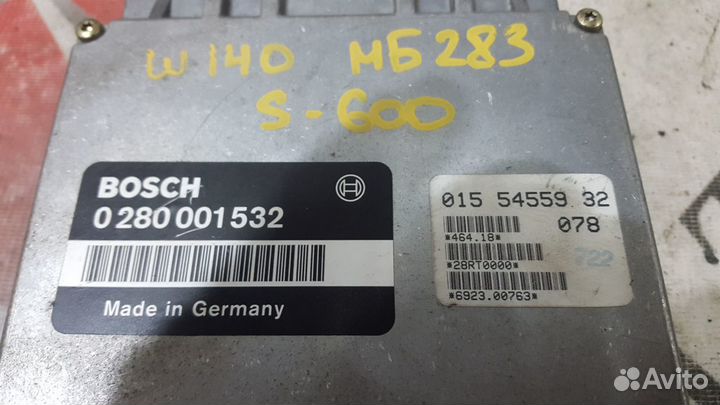 W140 МБ283
S-600
BOSCH
0 280 001 532
Made in Germany
015 54559 32
078
*464.18*
722
*28RT0000*
*6923.00763*
Avito